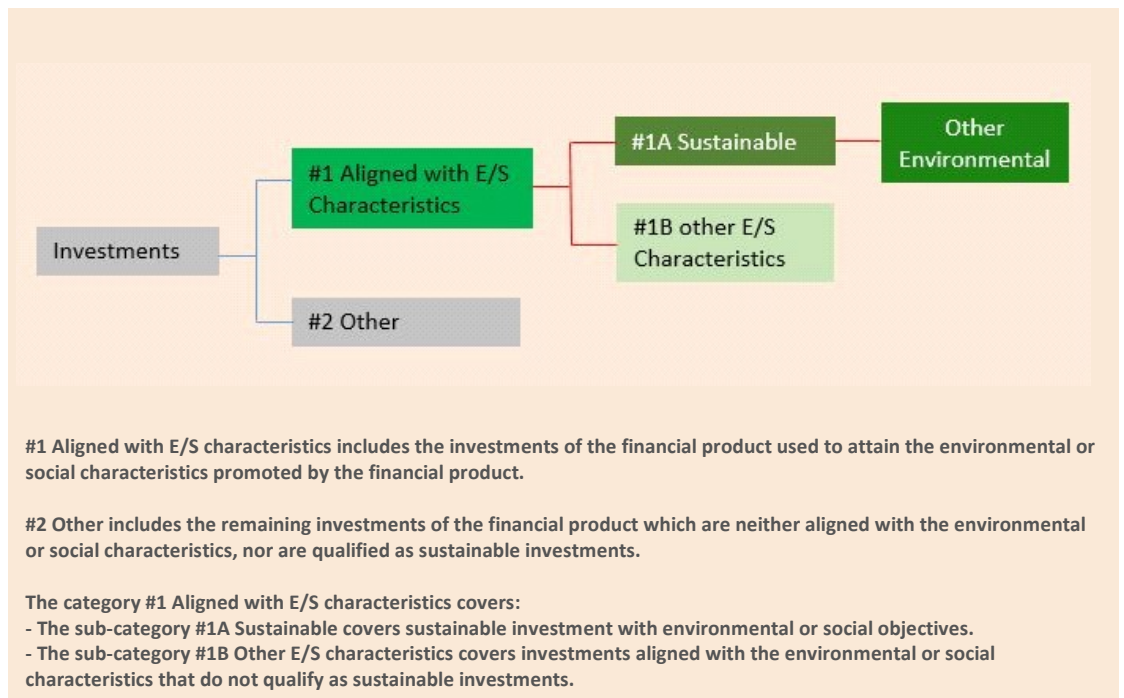 Other
Environmental
#1A Sustainable
#1 Aligned with E/S
Characteristics
#1B other E/S
Characteristics
Investments
#2 Other
#1 Aligned with E/S characteristics includes the investments of the financial product used to attain the environmental or
social characteristics promoted by the financial product.
#2 Other includes the remaining investments of the financial product which are neither aligned with the environmental
or social characteristics, nor are qualified as sustainable investments.
The category #1 Aligned with E/S characteristics covers:
- The sub-category #1A Sustainable covers sustainable investment with environmental or social objectives.
- The sub-category #1B Other E/S characteristics covers investments aligned with the environmental or social
characteristics that do not qualify as sustainable investments.